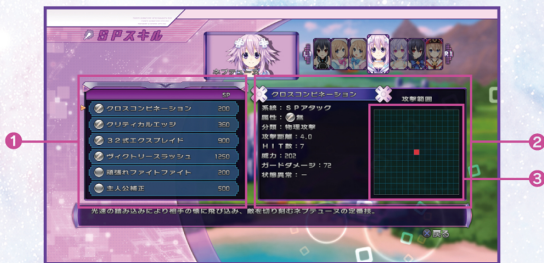 SPスキル
ネプテューヌ
L1
R1
CP
クロスコンビネーション 200
クリティカルエッジ 360
32式エクスブレイド 900
ヴィクトリースラッシュ 1250
頑張れファイトファイト 200
主人公補正 500
クロスコンビネーション
攻撃範囲
系統：SPアタック
属性：無
分類：物理攻撃
攻撃距離：4.0
HIT数：7
威力：202
ガードダメージ：72
状態異常：−
光速の踏み込みにより相手の懐に飛び込み、敵を切り刻むネプテューヌの定番技。
戻る
1
2
3